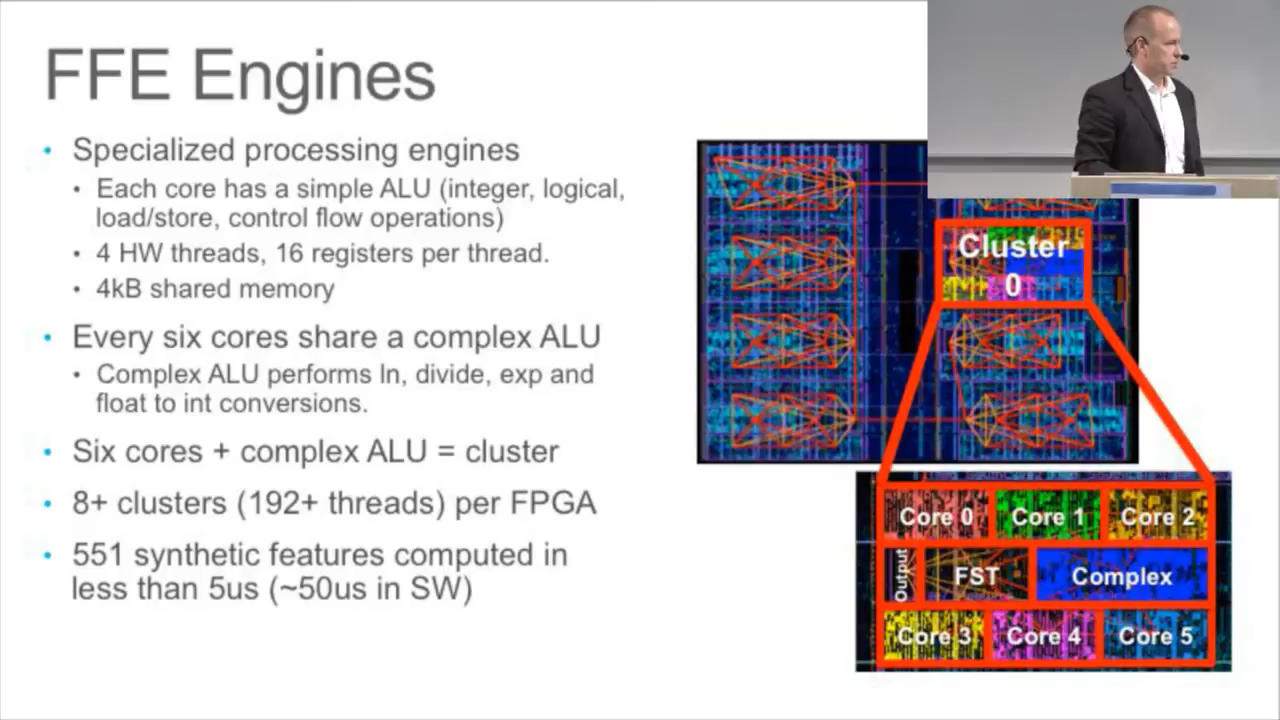 FFE Engines
• Specialized processing engines
• Each core has a simple ALU (integer, logical,
load/store, control flow operations)
• 4 HW threads, 16 registers per thread.
• 4kB shared memory
• Every six cores share a complex ALU
• Complex ALU performs ln, divide, exp and
float to int conversions.
• Six cores + complex ALU = cluster
• 8+ clusters (192+ threads) per FPGA
• 551 synthetic features computed in
less than 5us (~50us in SW)
Cluster
0
Core 0 Core 1 Core 2
Output FST Complex
Core 3 Core 4 Core 5